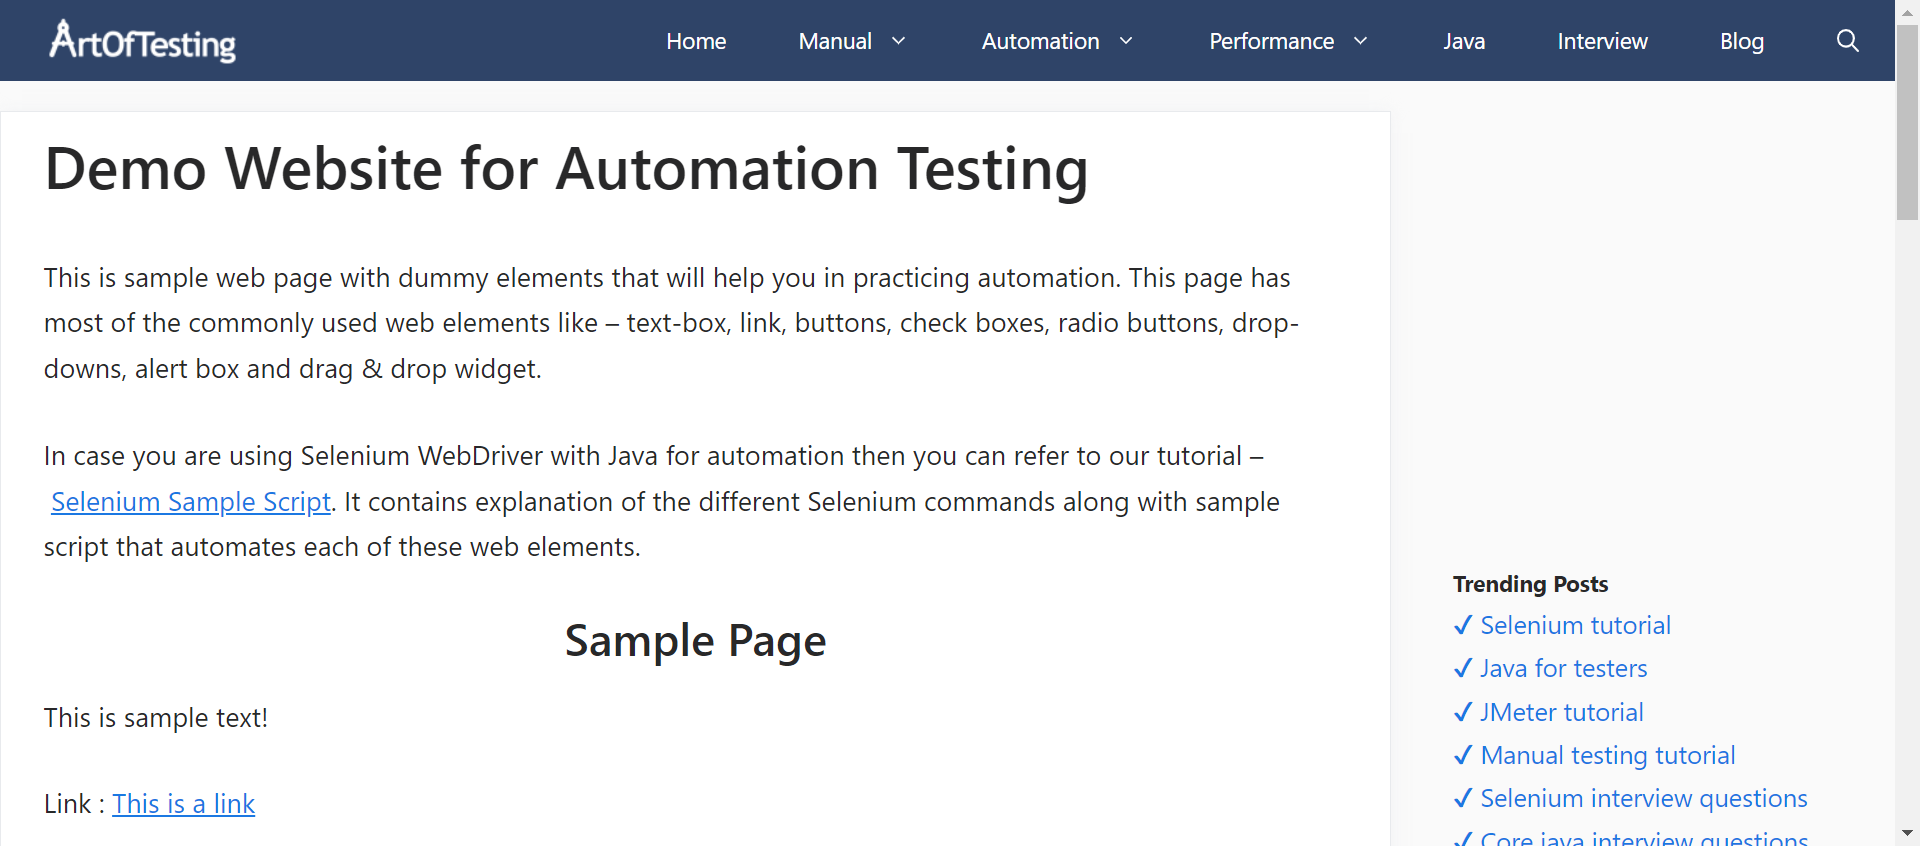 ArtOfTesting
Home Manual Automation Performance Java Interview Blog
Demo Website for Automation Testing
This is sample web page with dummy elements that will help you in practicing automation. This page has
most of the commonly used web elements like – text-box, link, buttons, check boxes, radio buttons, drop-
downs, alert box and drag & drop widget.
In case you are using Selenium WebDriver with Java for automation then you can refer to our tutorial –
Selenium Sample Script. It contains explanation of the different Selenium commands along with sample
script that automates each of these web elements.
Sample Page
This is sample text!
Link : This is a link
Trending Posts
✓ Selenium tutorial
✓ Java for testers
✓ JMeter tutorial
✓ Manual testing tutorial
✓ Selenium interview questions
✓ Core java interview questions